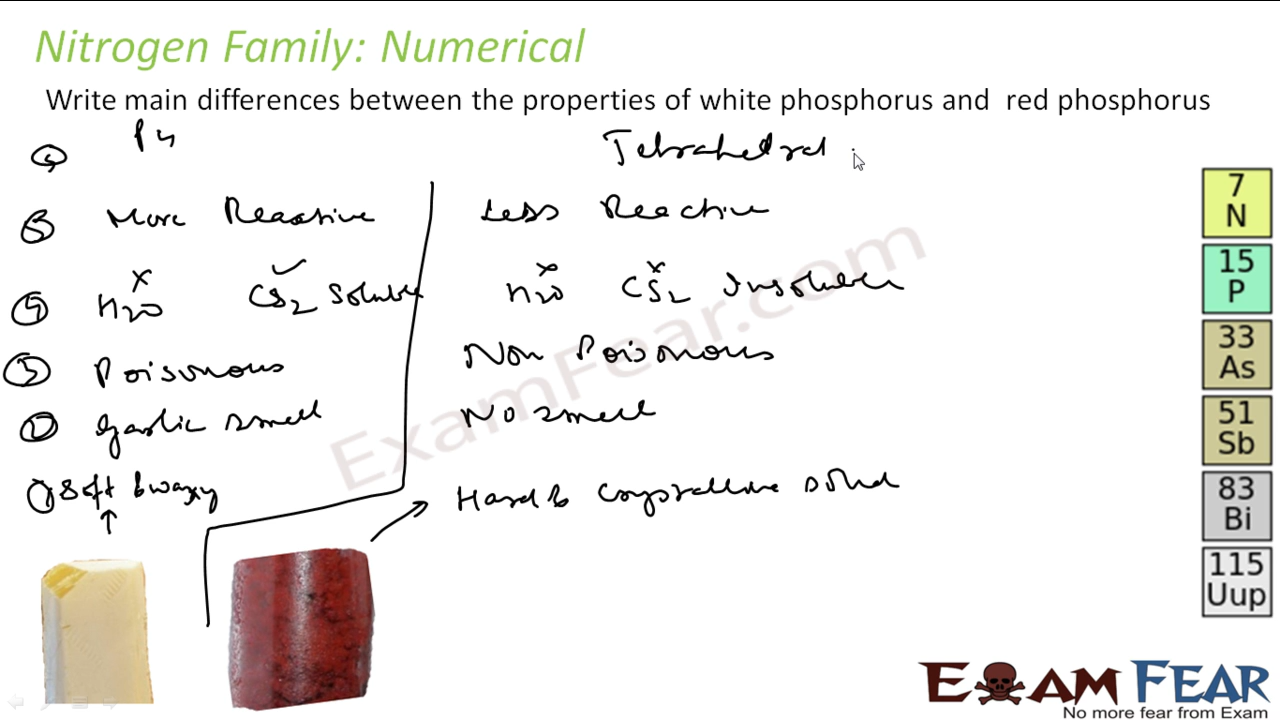 Nitrogen Family: Numerical
Write main differences between the properties of white phosphorus and red phosphorus
P4 Tetrahedral
More Reactive Less Reactive
H2O CS2 Soluble H2O CS2 Insoluble
Poisonous Non Poisonous
Garlic smell No smell
Soft & waxy Hard & Crystalline solid
ExamFear.com
7
N
15
P
33
As
51
Sb
83
Bi
115
Uup
EXAM FEAR
No more fear from Exam